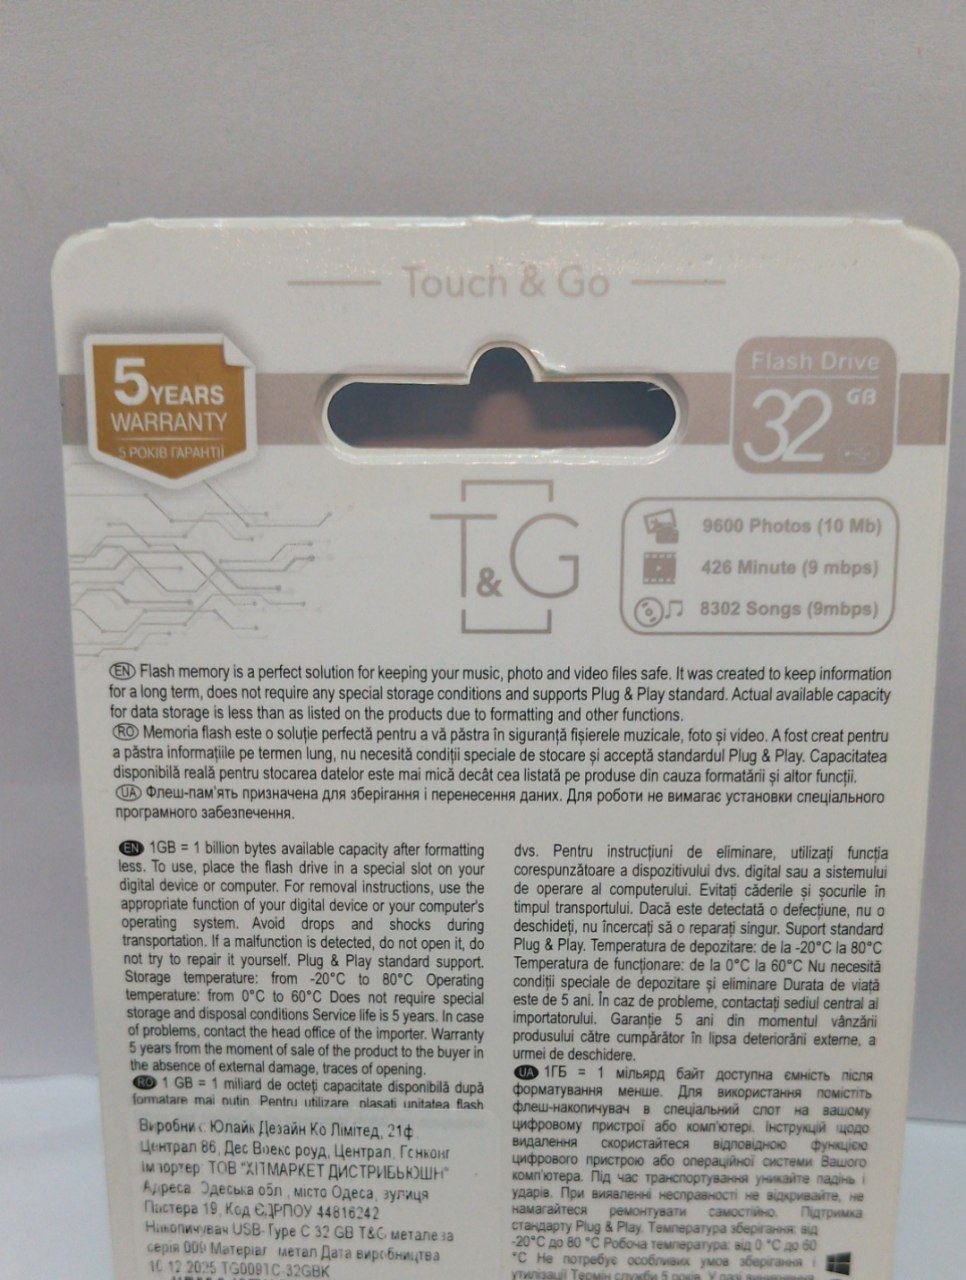 Touch & Go
5 YEARS
WARRANTY
5 РОКІВ ГАРАНТІЇ
Flash Drive
32 GB
T&G
9600 Photos (10 Mb)
426 Minute (9 mbps)
8302 Songs (9mbps)
EN Flash memory is a perfect solution for keeping your music, photo and video files safe. It was created to keep information
for a long term, does not require any special storage conditions and supports Plug & Play standard. Actual available capacity
for data storage is less than as listed on the products due to formatting and other functions.
RO Memoria flash este o soluție perfectă pentru a vă păstra în siguranță fișierele muzicale, foto și video. A fost creat pentru
a păstra informațiile pe termen lung, nu necesită condiții speciale de stocare și acceptă standardul Plug & Play. Capacitatea
disponibilă reală pentru stocarea datelor este mai mică decât cea listată pe produse din cauza formatării și altor funcții.
UA Флеш-пам'ять призначена для зберігання і перенесення даних. Для роботи не вимагає установки спеціального
програмного забезпечення.
EN 1GB = 1 billion bytes available capacity after formatting
less. To use, place the flash drive in a special slot on your
digital device or computer. For removal instructions, use the
appropriate function of your digital device or your computer's
operating system. Avoid drops and shocks during
transportation. If a malfunction is detected, do not open it, do
not try to repair it yourself. Plug & Play standard support.
Storage temperature: from -20°C to 80°C Operating
temperature: from 0°C to 60°C Does not require special
storage and disposal conditions Service life is 5 years. In case
of problems, contact the head office of the importer. Warranty
5 years from the moment of sale of the product to the buyer in
the absence of external damage, traces of opening.
RO 1 GB = 1 miliard de octeți capacitate disponibilă după
formatare mai puțin. Pentru utilizare, plasați unitatea flash
Виробник: Юлайк Дезайн Ко Лімітед, 21ф
Централ 86, Дес Воекс роуд, Централ, Гонконг
Імпортер: ТОВ "ХІТМАРКЕТ ДИСТРИБЬЮШН"
Адреса: Одеська обл., місто Одеса, вулиця
Пастера 19, Код ЄДРПОУ 44816242
Накопичувач USB-Type C 32 GB T&G металева
серія 009 Матеріал: метал Дата виробництва
10.12.2025 TG009TC-32GBK
dvs. Pentru instrucțiuni de eliminare, utilizați funcția
corespunzătoare a dispozitivului dvs. digital sau a sistemului
de operare al computerului. Evitați căderile și șocurile în
timpul transportului. Dacă este detectată o defecțiune, nu o
deschideți, nu încercați să o reparați singur. Suport standard
Plug & Play. Temperatura de depozitare: de la -20°C la 80°C
Temperatura de funcționare: de la 0°C la 60°C Nu necesită
condiții speciale de depozitare și eliminare Durata de viață
este de 5 ani. În caz de probleme, contactați sediul central al
importatorului. Garanție 5 ani din momentul vânzării
produsului către cumpărător în lipsa deteriorării externe, a
urmei de deschidere.
UA 1ГБ = 1 мільярд байт доступна ємність після
форматування менше. Для використання помістіть
флеш-накопичувач в спеціальний слот на вашому
цифровому пристрої або комп'ютері. Інструкцій щодо
видалення скористайтеся відповідною функцією
цифрового пристрою або операційної системи Вашого
комп'ютера. Під час транспортування уникайте падінь і
ударів. При виявленні несправності не відкривайте, не
намагайтеся ремонтувати самостійно. Підтримка
стандарту Plug & Play. Температура зберігання: від
-20°C до 80 °C Робоча температура: від 0 °C до 60
°C Не потребує особливих умов зберігання і
утилізації Термін служби 5 років. У разі виникнення